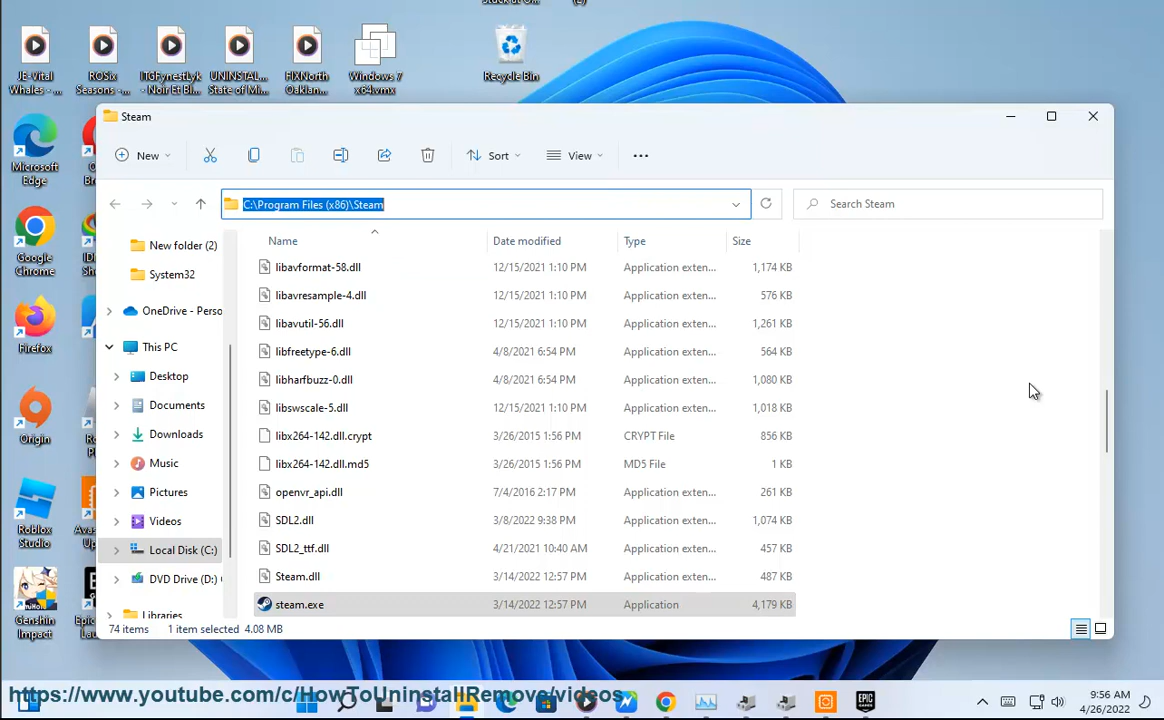 JE-Vital
Whales - ...
ROSix
Seasons - ...
ITGFynestLyk
- Noir Et Bl...
UNINSTAL...
State of Mi...
FIXNorth
Oaklan...
Windows 7
x64.vmx
Recycle Bin
Microsoft
Edge
Google
Chrome
Firefox
Origin
Roblox
Studio
Genshin
Impact
Steam
New
Sort
View
C:\Program Files (x86)\Steam
Search Steam
Name
Date modified
Type
Size
New folder (2)
System32
OneDrive - Perso
This PC
Desktop
Documents
Downloads
Music
Pictures
Videos
Local Disk (C:)
DVD Drive (D:)
Libraries
libavformat-58.dll 12/15/2021 1:10 PM Application exten... 1,174 KB
libavresample-4.dll 12/15/2021 1:10 PM Application exten... 576 KB
libavutil-56.dll 12/15/2021 1:10 PM Application exten... 1,261 KB
libfreetype-6.dll 4/8/2021 6:54 PM Application exten... 564 KB
libharfbuzz-0.dll 4/8/2021 6:54 PM Application exten... 1,080 KB
libswscale-5.dll 12/15/2021 1:10 PM Application exten... 1,018 KB
libx264-142.dll.crypt 3/26/2015 1:56 PM CRYPT File 856 KB
libx264-142.dll.md5 3/26/2015 1:56 PM MD5 File 1 KB
openvr_api.dll 7/4/2016 2:17 PM Application exten... 261 KB
SDL2.dll 3/8/2022 9:38 PM Application exten... 1,074 KB
SDL2_ttf.dll 4/21/2021 10:40 AM Application exten... 457 KB
Steam.dll 3/14/2022 12:57 PM Application exten... 487 KB
steam.exe 3/14/2022 12:57 PM Application 4,179 KB
74 items 1 item selected 4.08 MB
https://www.youtube.com/c/HowToUninstallRemove/videos
EPIC
GAMES
9:56 AM
4/26/2022